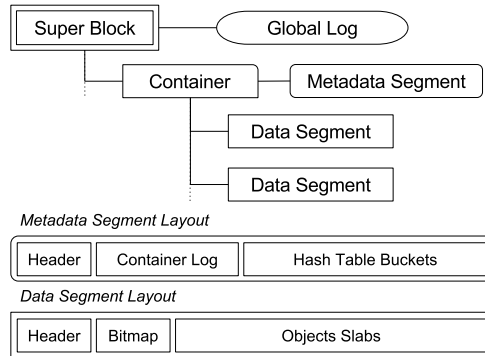 Super Block
Global Log
Container
Metadata Segment
Data Segment
Data Segment
Metadata Segment Layout
Header Container Log Hash Table Buckets
Data Segment Layout
Header Bitmap Objects Slabs